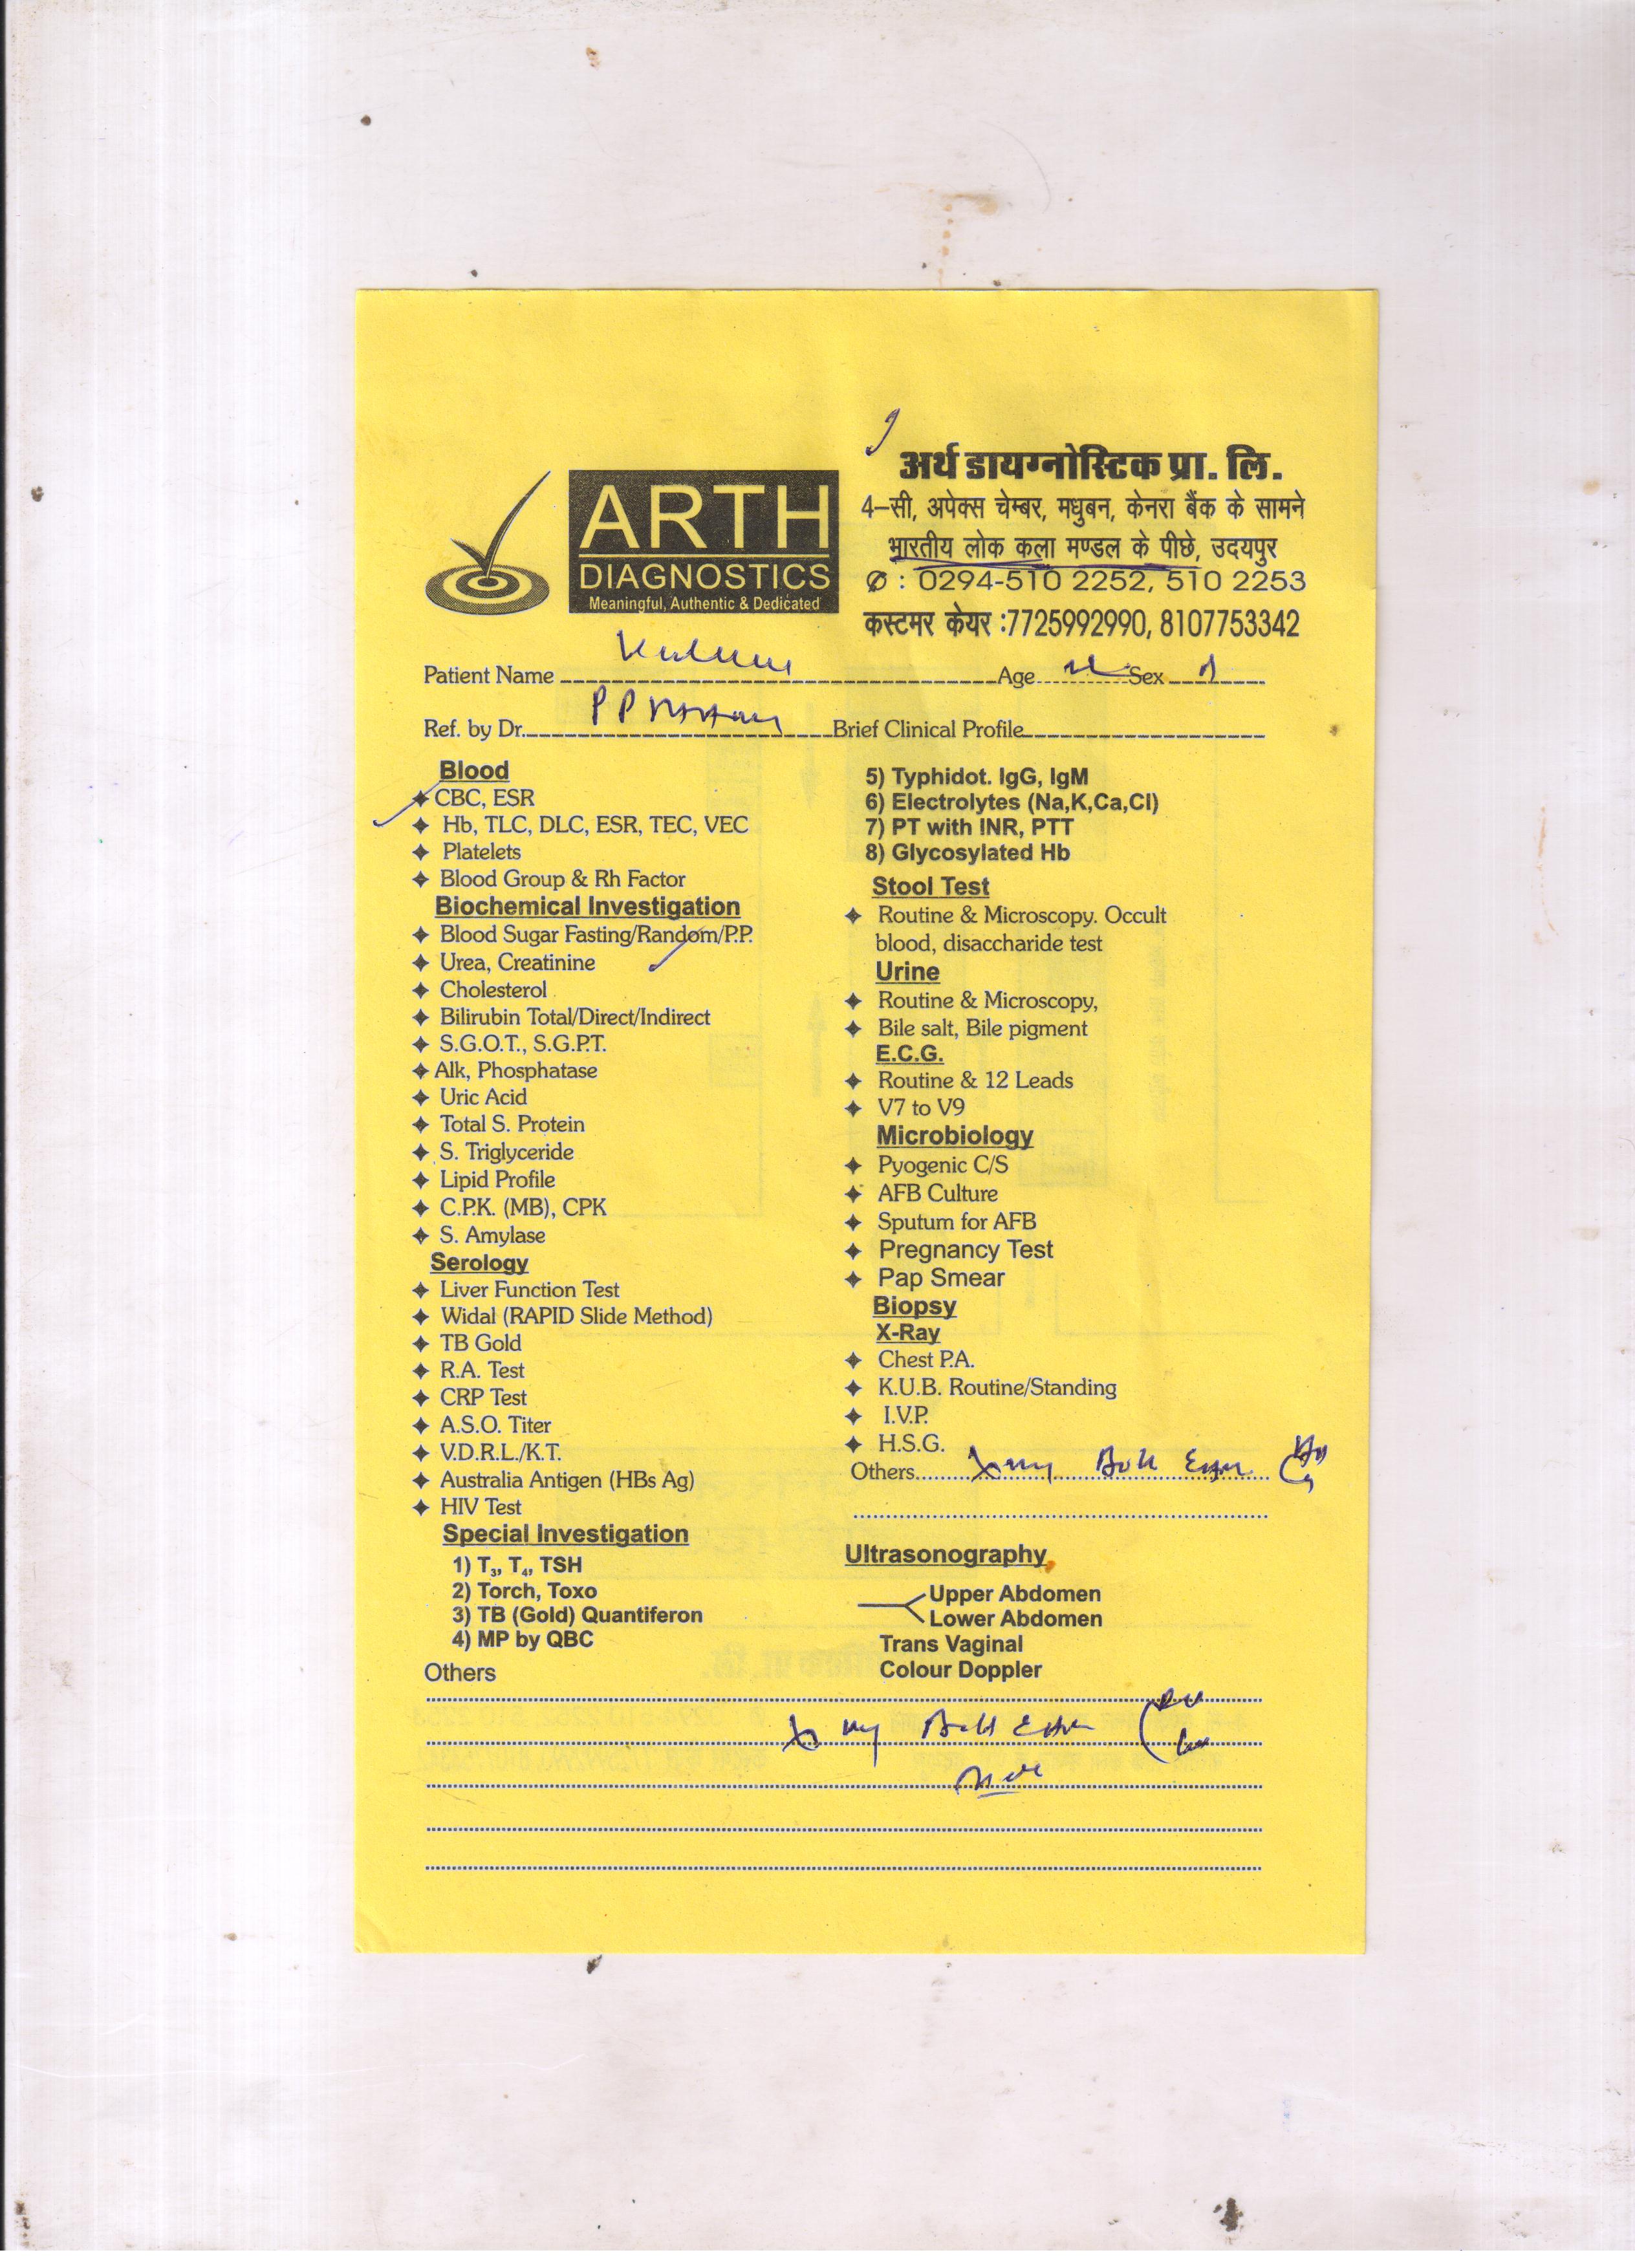 अर्थ डायग्नोस्टिक प्रा. लि.
4-सी, अपेक्स चेम्बर, मधुबन, केनरा बैंक के सामने
भारतीय लोक कला मण्डल के पीछे, उदयपुर
: 0294-510 2252, 510 2253
कस्टमर केयर :7725992990, 8107753342
ARTH
DIAGNOSTICS
Meaningful, Authentic & Dedicated
Patient Name Age Sex
Ref. by Dr. PP Brief Clinical Profile
Blood
CBC, ESR
Hb, TLC, DLC, ESR, TEC, VEC
Platelets
Blood Group & Rh Factor
Biochemical Investigation
Blood Sugar Fasting/Random/P.P.
Urea, Creatinine
Cholesterol
Bilirubin Total/Direct/Indirect
S.G.O.T., S.G.P.T.
Alk, Phosphatase
Uric Acid
Total S. Protein
S. Triglyceride
Lipid Profile
C.P.K. (MB), CPK
S. Amylase
Serology
Liver Function Test
Widal (RAPID Slide Method)
TB Gold
R.A. Test
CRP Test
A.S.O. Titer
V.D.R.L./K.T.
Australia Antigen (HBs Ag)
HIV Test
Special Investigation
1) T₃, T₄, TSH
2) Torch, Toxo
3) TB (Gold) Quantiferon
4) MP by QBC
Others
5) Typhidot. IgG, IgM
6) Electrolytes (Na,K,Ca,Cl)
7) PT with INR, PTT
8) Glycosylated Hb
Stool Test
Routine & Microscopy. Occult
blood, disaccharide test
Urine
Routine & Microscopy,
Bile salt, Bile pigment
E.C.G.
Routine & 12 Leads
V7 to V9
Microbiology
Pyogenic C/S
AFB Culture
Sputum for AFB
Pregnancy Test
Pap Smear
Biopsy
X-Ray
Chest P.A.
K.U.B. Routine/Standing
I.V.P.
H.S.G.
Others
Ultrasonography
Upper Abdomen
Lower Abdomen
Trans Vaginal
Colour Doppler